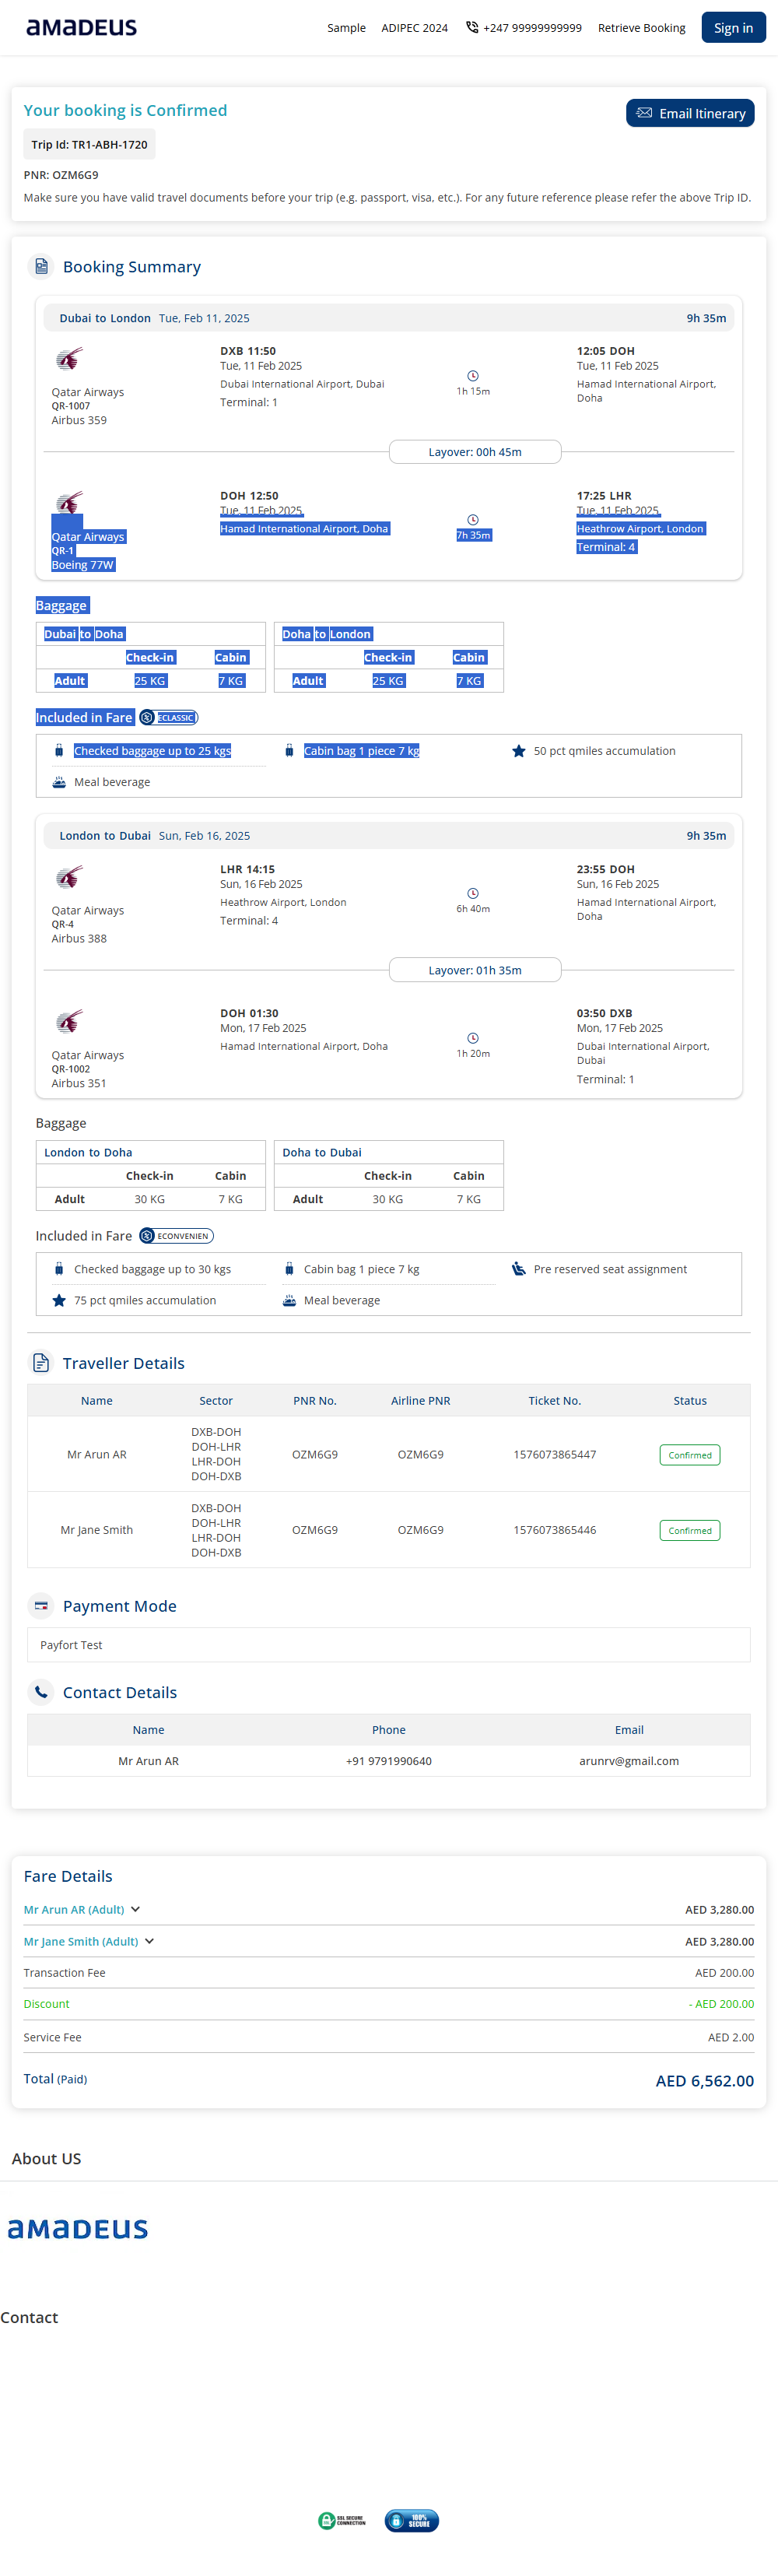 amadeus
Sample ADIPEC 2024 +247 99999999999 Retrieve Booking Sign in
Your booking is Confirmed
Email Itinerary
Trip Id: TR1-ABH-1720
PNR: OZM6G9
Make sure you have valid travel documents before your trip (e.g. passport, visa, etc.). For any future reference please refer the above Trip ID.
Booking Summary
Dubai to London Tue, Feb 11, 2025 9h 35m
Qatar Airways
QR-1007
Airbus 359
DXB 11:50
Tue, 11 Feb 2025
Dubai International Airport, Dubai
Terminal: 1
1h 15m
12:05 DOH
Tue, 11 Feb 2025
Hamad International Airport,
Doha
Layover: 00h 45m
Qatar Airways
QR-1
Boeing 77W
DOH 12:50
Tue, 11 Feb 2025
Hamad International Airport, Doha
7h 35m
17:25 LHR
Tue, 11 Feb 2025
Heathrow Airport, London
Terminal: 4
Baggage
Dubai to Doha
Check-in Cabin
Adult 25 KG 7 KG
Doha to London
Check-in Cabin
Adult 25 KG 7 KG
Included in Fare ECLASSIC
Checked baggage up to 25 kgs Cabin bag 1 piece 7 kg 50 pct qmiles accumulation
Meal beverage
London to Dubai Sun, Feb 16, 2025 9h 35m
Qatar Airways
QR-4
Airbus 388
LHR 14:15
Sun, 16 Feb 2025
Heathrow Airport, London
Terminal: 4
6h 40m
23:55 DOH
Sun, 16 Feb 2025
Hamad International Airport,
Doha
Layover: 01h 35m
Qatar Airways
QR-1002
Airbus 351
DOH 01:30
Mon, 17 Feb 2025
Hamad International Airport, Doha
1h 20m
03:50 DXB
Mon, 17 Feb 2025
Dubai International Airport,
Dubai
Terminal: 1
Baggage
London to Doha
Check-in Cabin
Adult 30 KG 7 KG
Doha to Dubai
Check-in Cabin
Adult 30 KG 7 KG
Included in Fare ECONVENIEN
Checked baggage up to 30 kgs Cabin bag 1 piece 7 kg Pre reserved seat assignment
75 pct qmiles accumulation Meal beverage
Traveller Details
Name Sector PNR No. Airline PNR Ticket No. Status
Mr Arun AR
DXB-DOH
DOH-LHR
LHR-DOH
DOH-DXB
OZM6G9 OZM6G9 1576073865447 Confirmed
Mr Jane Smith
DXB-DOH
DOH-LHR
LHR-DOH
DOH-DXB
OZM6G9 OZM6G9 1576073865446 Confirmed
Payment Mode
Payfort Test
Contact Details
Name Phone Email
Mr Arun AR +91 9791990640 arunrv@gmail.com
Fare Details
Mr Arun AR (Adult) AED 3,280.00
Mr Jane Smith (Adult) AED 3,280.00
Transaction Fee AED 200.00
Discount - AED 200.00
Service Fee AED 2.00
Total (Paid) AED 6,562.00
About US
amadeus
Contact
SSL SECURE
CONNECTION
100%
SECURE